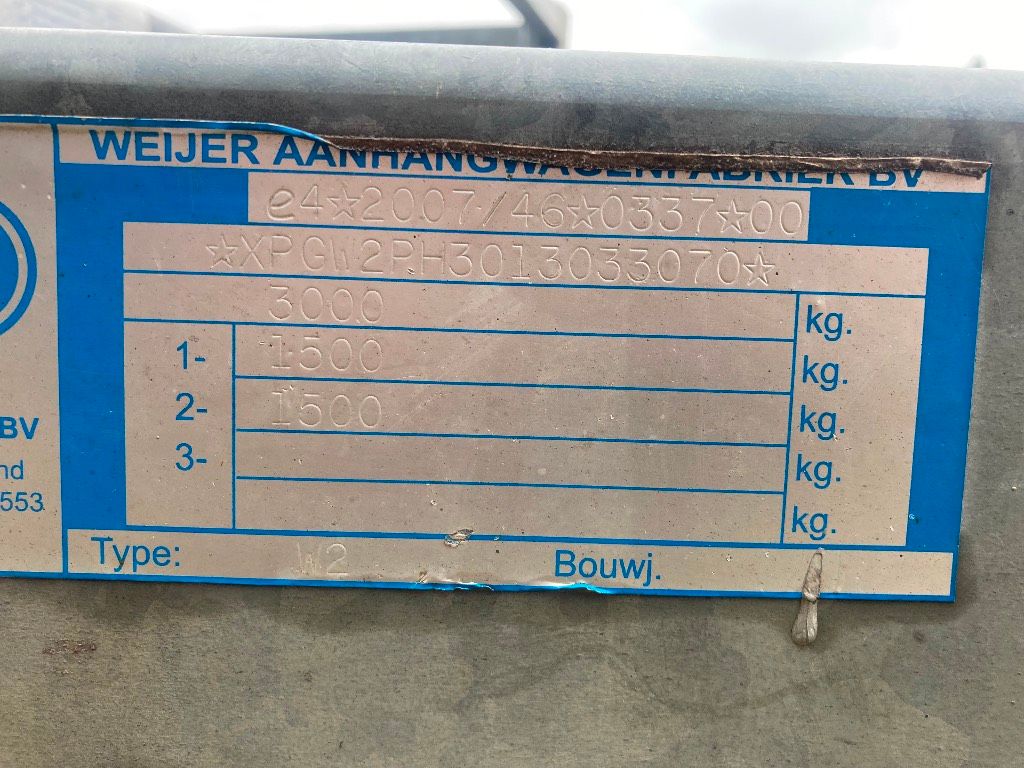 WEIJER AANHANGWAGENFABRIEK BV
e4☆2007/46☆0337☆00
☆XPGW2PH3013033070☆
3000 kg.
1- 1500 kg.
2- 1500 kg.
3- kg.
kg.
BV
nd
553
Type: W2 Bouwj.